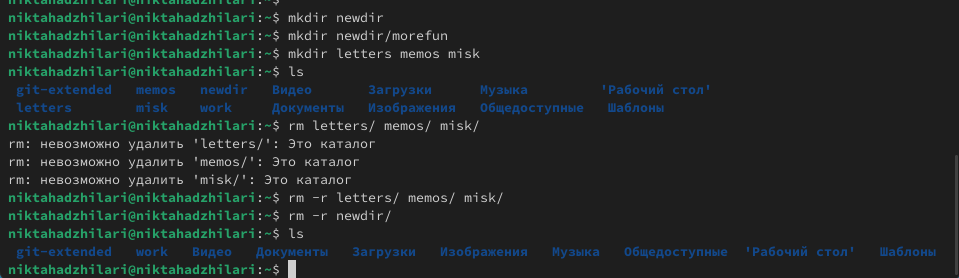 niktahadzhilari@niktahadzhilari:~$ mkdir newdir
niktahadzhilari@niktahadzhilari:~$ mkdir newdir/morefun
niktahadzhilari@niktahadzhilari:~$ mkdir letters memos misk
niktahadzhilari@niktahadzhilari:~$ ls
git-extended memos newdir Видео Загрузки Музыка 'Рабочий стол'
letters misk work Документы Изображения Общедоступные Шаблоны
niktahadzhilari@niktahadzhilari:~$ rm letters/ memos/ misk/
rm: невозможно удалить 'letters/': Это каталог
rm: невозможно удалить 'memos/': Это каталог
rm: невозможно удалить 'misk/': Это каталог
niktahadzhilari@niktahadzhilari:~$ rm -r letters/ memos/ misk/
niktahadzhilari@niktahadzhilari:~$ rm -r newdir/
niktahadzhilari@niktahadzhilari:~$ ls
git-extended work Видео Документы Загрузки Изображения Музыка Общедоступные 'Рабочий стол' Шаблоны
niktahadzhilari@niktahadzhilari:~$